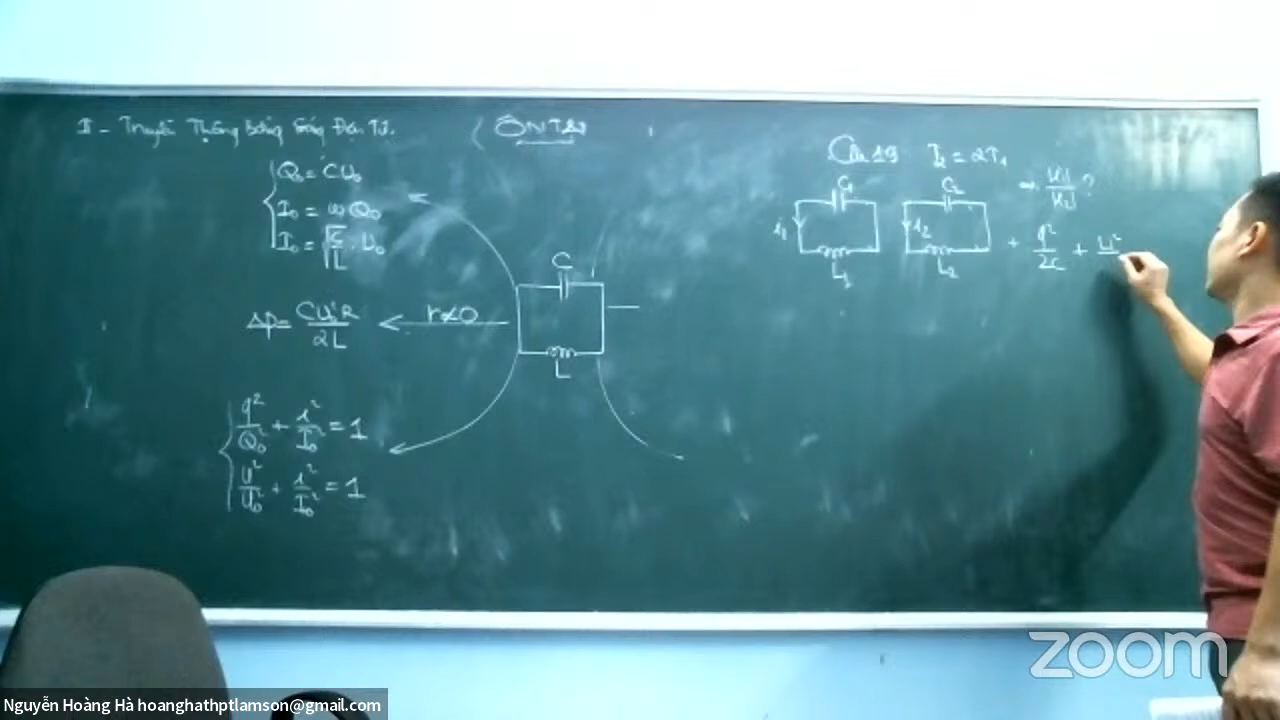 II - Truyền Thông Bằng Sóng Điện Từ.
ÔN TẬP
Q₀ = CU₀
I₀ = ωQ₀
I₀ = √(C/L) . U₀
ΔP = CU₀²R / 2L
r≠0
q²/Q₀² + i²/I₀² = 1
u²/U₀² + i²/I₀² = 1
C
L
Câu 19 T₂ = 2T₁
C₁
i₁
L₁
C₂
i₂
L₂
+ q²/2C +
zoom
Nguyễn Hoàng Hà hoanghathptlamson@gmail.com